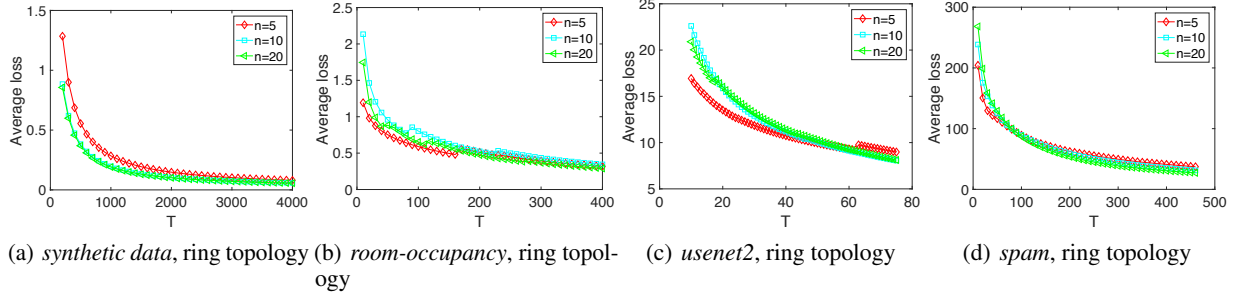 1.5
1
0.5
0
0 1000 2000 3000 4000
Average loss
T
n=5
n=10
n=20
2.5
2
1.5
1
0.5
0
0 100 200 300 400
Average loss
T
n=5
n=10
n=20
25
20
15
10
5
0 20 40 60 80
Average loss
T
n=5
n=10
n=20
300
200
100
0
0 100 200 300 400 500
Average loss
T
n=5
n=10
n=20
(a) synthetic data, ring topology
(b) room-occupancy, ring topol-
ogy
(c) usenet2, ring topology
(d) spam, ring topology